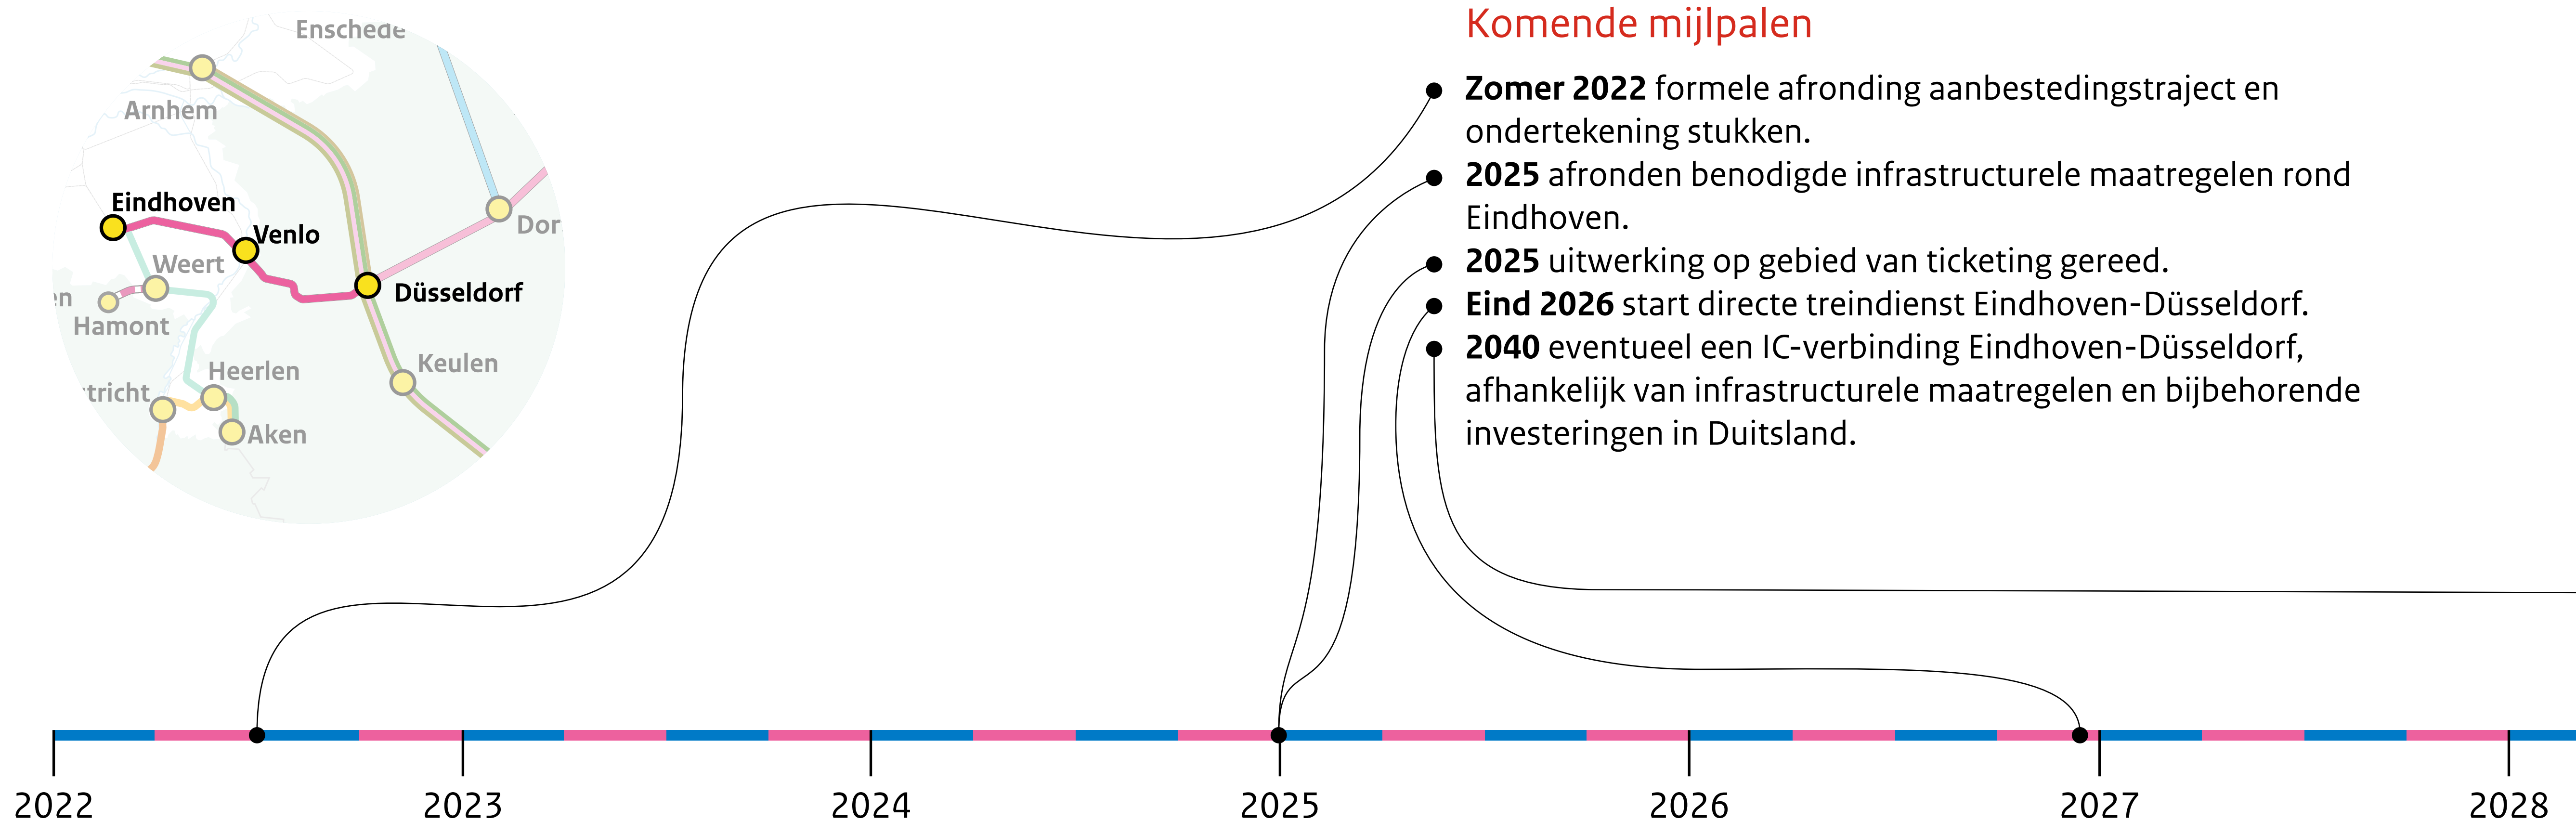 Komende mijlpalen
Zomer 2022 formele afronding aanbestedingstraject en
ondertekening stukken.
2025 afronden benodigde infrastructurele maatregelen rond
Eindhoven.
2025 uitwerking op gebied van ticketing gereed.
Eind 2026 start directe treindienst Eindhoven-Düsseldorf.
2040 eventueel een IC-verbinding Eindhoven-Düsseldorf,
afhankelijk van infrastructurele maatregelen en bijbehorende
investeringen in Duitsland.
Enschede
Arnhem
Eindhoven
Venlo
Dor
Weert
Düsseldorf
en
Hamont
Keulen
Heerlen
tricht
Aken
2022
2023
2024
2025
2026
2027
2028